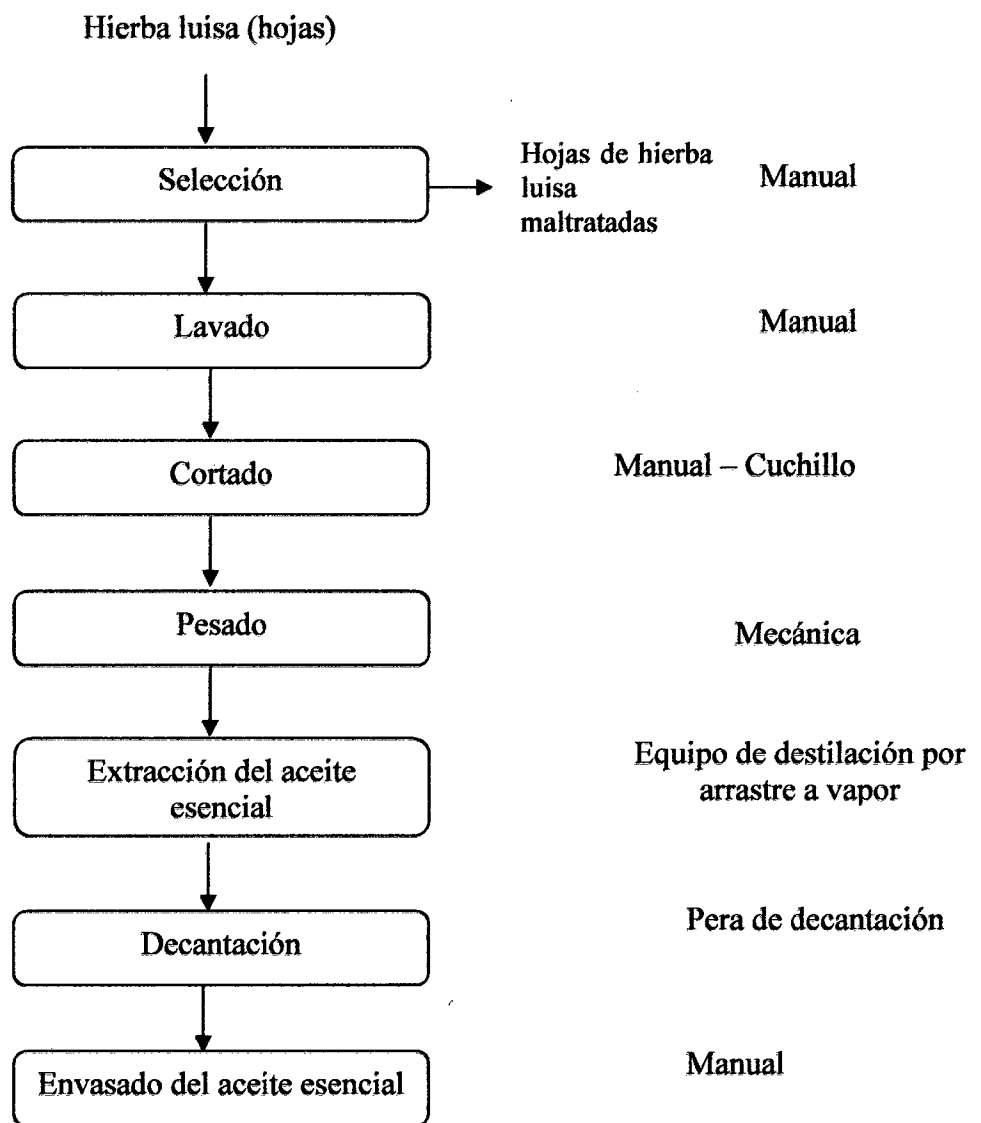 Hierba luisa (hojas)
Selección
Hojas de hierba
luisa
maltratadas
Manual
Lavado
Manual
Cortado
Manual – Cuchillo
Pesado
Mecánica
Extracción del aceite
esencial
Equipo de destilación por
arrastre a vapor
Decantación
Pera de decantación
Envasado del aceite esencial
Manual